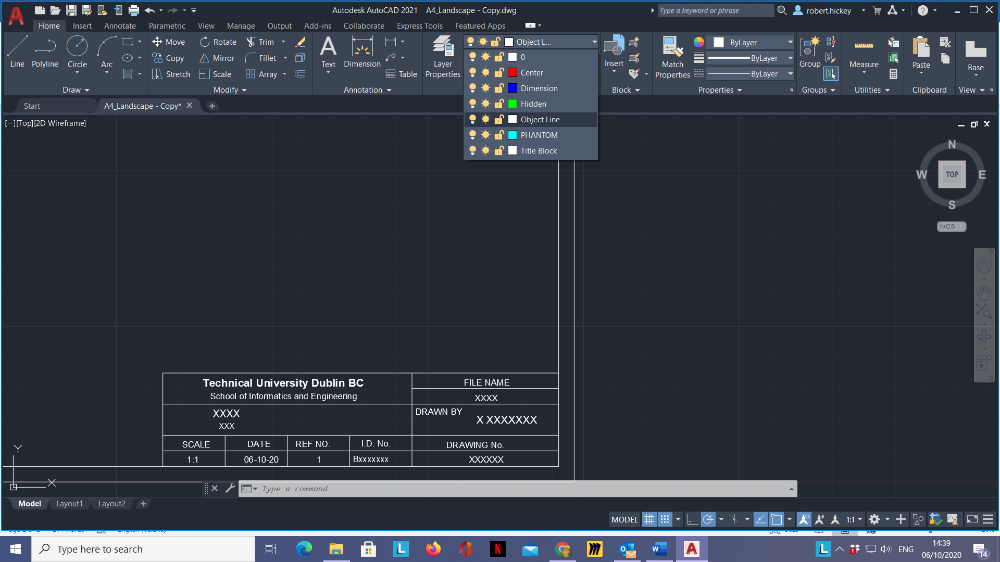 Autodesk AutoCAD 2021 A4_Landscape - Copy.dwg
Type a keyword or phrase
robert.hickey
Home Insert Annotate Parametric View Manage Output Add-ins Collaborate Express Tools Featured Apps
Line Polyline Circle Arc
Move Rotate Trim
Copy Mirror Fillet
Stretch Scale Array
Text Dimension Table
Layer Properties
Object L...
0
Center
Dimension
Hidden
Object Line
PHANTOM
Title Block
Insert
Match Properties
ByLayer
ByLayer
ByLayer
Group
Measure
Paste
Base
Draw Modify Annotation Block Properties Groups Utilities Clipboard View
Start A4_Landscape - Copy*
[−][Top][2D Wireframe]
N
W TOP E
S
WCS
Technical University Dublin BC
School of Informatics and Engineering
FILE NAME
XXXX
XXXX
XXX
DRAWN BY X XXXXXXX
SCALE DATE REF NO. I.D. No. DRAWING No.
1:1 06-10-20 1 Bxxxxxxx XXXXXX
Y
X
Type a command
Model Layout1 Layout2
MODEL 1:1
Type here to search
ENG
14:39
06/10/2020
14